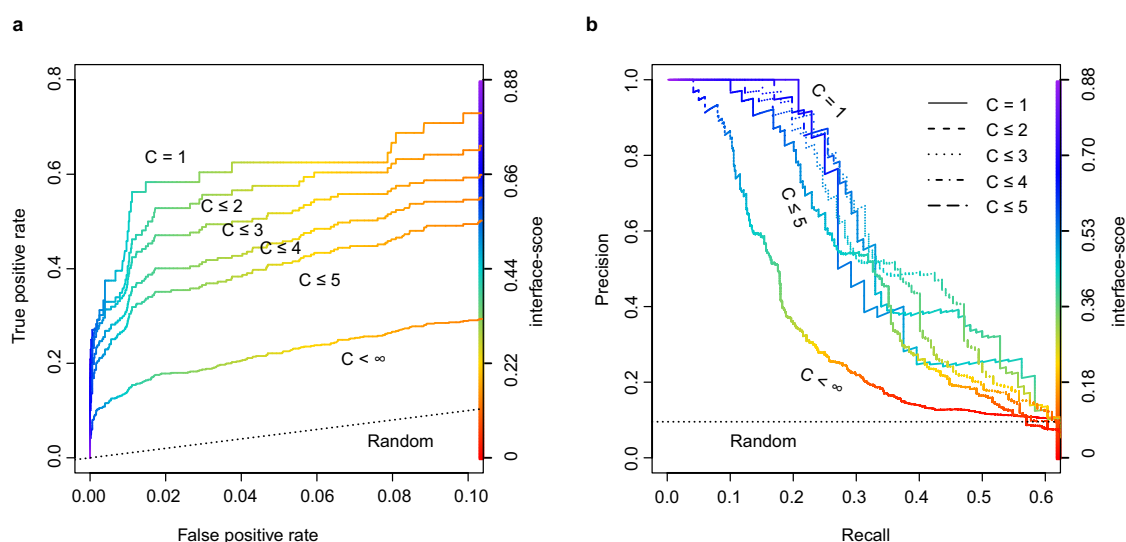 a
True positive rate
0.0
0.2
0.4
0.6
0.8
C = 1
C ≤ 2
C ≤ 3
C ≤ 4
C ≤ 5
C < ∞
Random
0.00
0.02
0.04
0.06
0.08
0.10
False positive rate
0
0.22
0.44
0.66
0.88
interface-scoe
b
Precision
0.0
0.2
0.4
0.6
0.8
1.0
C = 1
C ≤ 5
C < ∞
Random
C = 1
C ≤ 2
C ≤ 3
C ≤ 4
C ≤ 5
0.0
0.1
0.2
0.3
0.4
0.5
0.6
Recall
0
0.18
0.36
0.53
0.70
0.88
interface-scoe